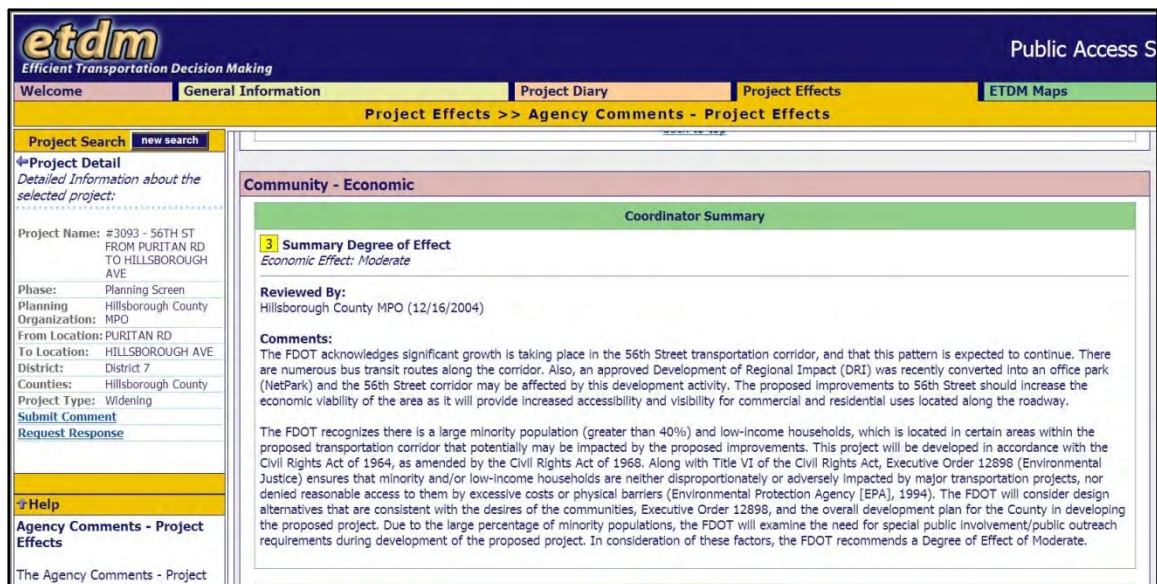 etdm
Efficient Transportation Decision Making
Public Access S
Welcome
General Information
Project Diary
Project Effects
ETDM Maps
Project Effects >> Agency Comments - Project Effects
Project Search new search
Project Detail
Detailed Information about the
selected project:
Project Name: #3093 - 56TH ST
FROM PURITAN RD
TO HILLSBOROUGH
AVE
Phase: Planning Screen
Planning Hillsborough County
Organization: MPO
From Location: PURITAN RD
To Location: HILLSBOROUGH AVE
District: District 7
Counties: Hillsborough County
Project Type: Widening
Submit Comment
Request Response
Help
Agency Comments - Project
Effects
The Agency Comments - Project
back to top
Community - Economic
Coordinator Summary
3 Summary Degree of Effect
Economic Effect: Moderate
Reviewed By:
Hillsborough County MPO (12/16/2004)
Comments:
The FDOT acknowledges significant growth is taking place in the 56th Street transportation corridor, and that this pattern is expected to continue. There
are numerous bus transit routes along the corridor. Also, an approved Development of Regional Impact (DRI) was recently converted into an office park
(NetPark) and the 56th Street corridor may be affected by this development activity. The proposed improvements to 56th Street should increase the
economic viability of the area as it will provide increased accessibility and visibility for commercial and residential uses located along the roadway.
The FDOT recognizes there is a large minority population (greater than 40%) and low-income households, which is located in certain areas within the
proposed transportation corridor that potentially may be impacted by the proposed improvements. This project will be developed in accordance with the
Civil Rights Act of 1964, as amended by the Civil Rights Act of 1968. Along with Title VI of the Civil Rights Act, Executive Order 12898 (Environmental
Justice) ensures that minority and/or low-income households are neither disproportionately or adversely impacted by major transportation projects, nor
denied reasonable access to them by excessive costs or physical barriers (Environmental Protection Agency [EPA], 1994). The FDOT will consider design
alternatives that are consistent with the desires of the communities, Executive Order 12898, and the overall development plan for the County in developing
the proposed project. Due to the large percentage of minority populations, the FDOT will examine the need for special public involvement/public outreach
requirements during development of the proposed project. In consideration of these factors, the FDOT recommends a Degree of Effect of Moderate.